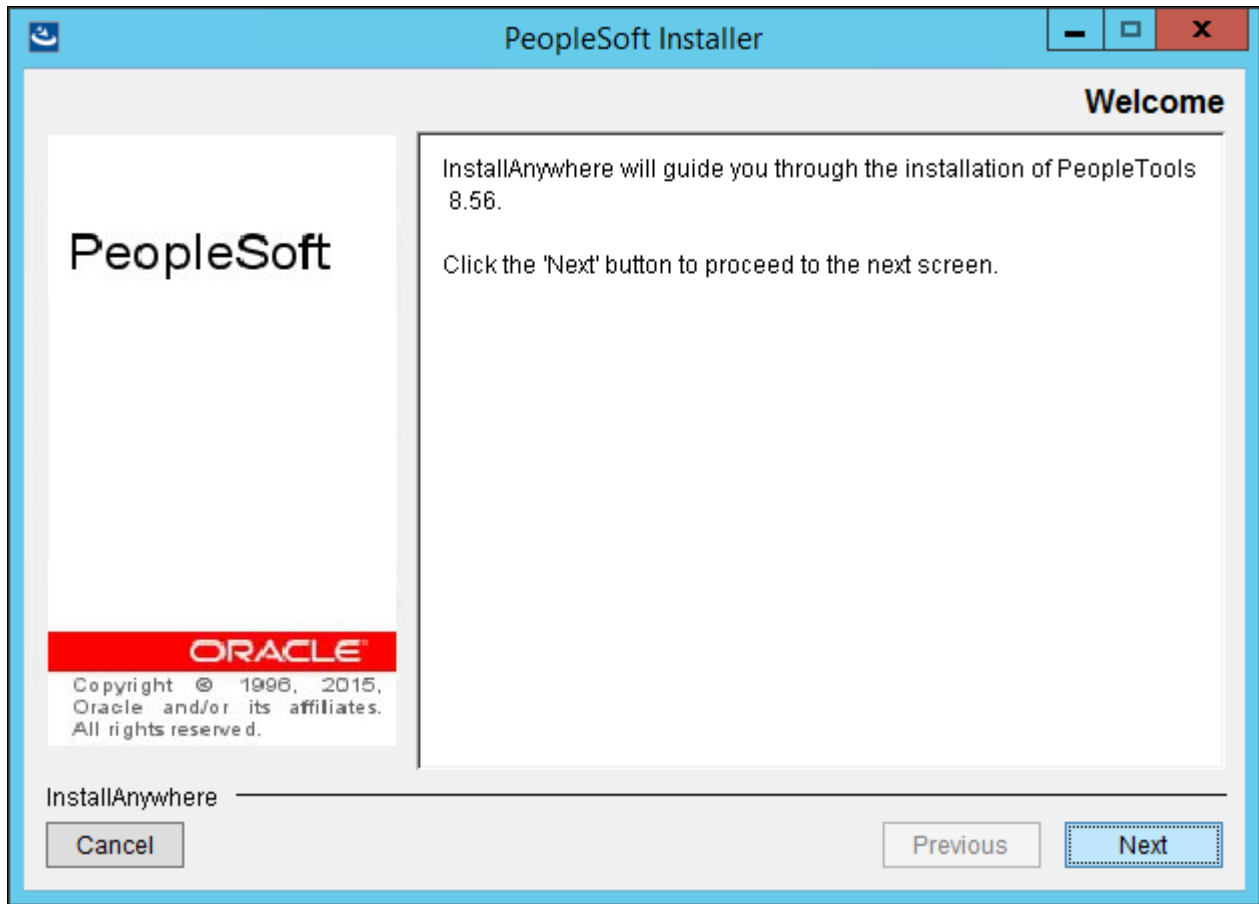 PeopleSoft Installer
Welcome
PeopleSoft
InstallAnywhere will guide you through the installation of PeopleTools
8.56.
Click the 'Next' button to proceed to the next screen.
ORACLE
Copyright © 1996, 2015,
Oracle and/or its affiliates.
All rights reserved.
InstallAnywhere
Cancel
Previous
Next